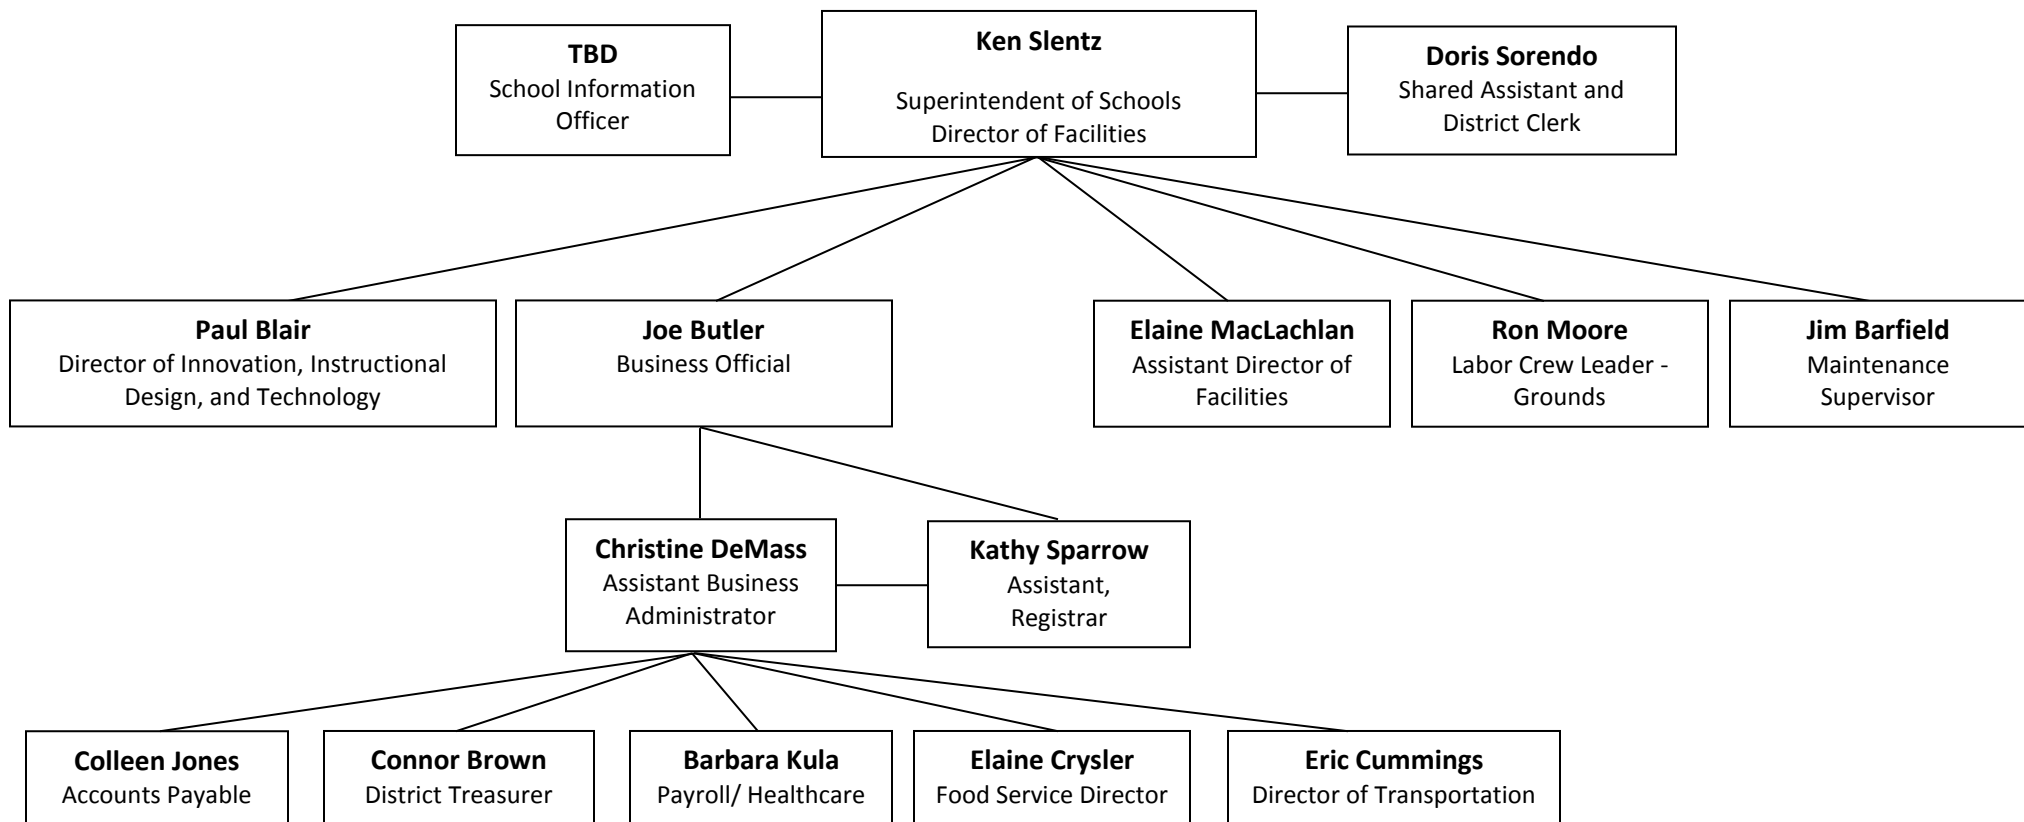 TBD
School Information
Officer
Ken Slentz
Superintendent of Schools
Director of Facilities
Doris Sorendo
Shared Assistant and
District Clerk
Paul Blair
Director of Innovation, Instructional
Design, and Technology
Joe Butler
Business Official
Elaine MacLachlan
Assistant Director of
Facilities
Ron Moore
Labor Crew Leader -
Grounds
Jim Barfield
Maintenance
Supervisor
Christine DeMass
Assistant Business
Administrator
Kathy Sparrow
Assistant,
Registrar
Colleen Jones
Accounts Payable
Connor Brown
District Treasurer
Barbara Kula
Payroll/ Healthcare
Elaine Crysler
Food Service Director
Eric Cummings
Director of Transportation